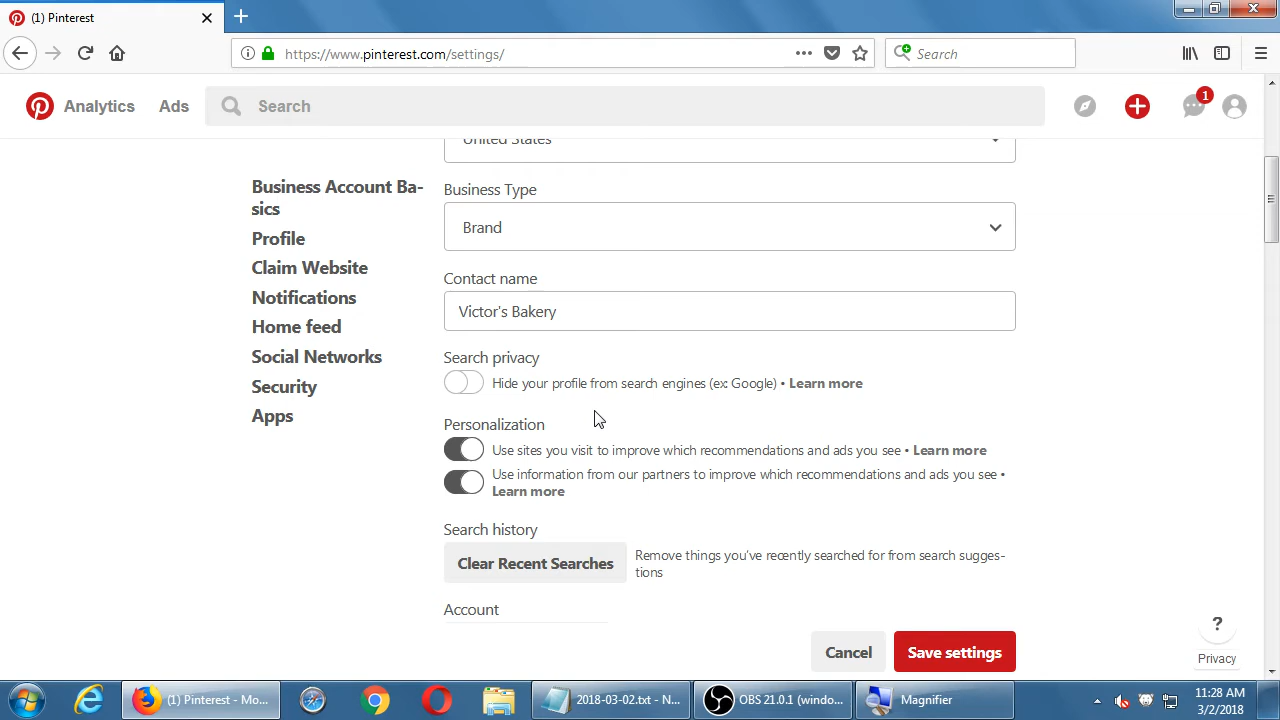 (1) Pinterest
https://www.pinterest.com/settings/
Search
Analytics
Ads
Search
1
United States
Business Account Ba-
sics
Profile
Claim Website
Notifications
Home feed
Social Networks
Security
Apps
Business Type
Brand
Contact name
Victor's Bakery
Search privacy
Hide your profile from search engines (ex: Google) • Learn more
Personalization
Use sites you visit to improve which recommendations and ads you see • Learn more
Use information from our partners to improve which recommendations and ads you see •
Learn more
Search history
Clear Recent Searches
Remove things you've recently searched for from search sugges-
tions
Account
Cancel
Save settings
?
Privacy
(1) Pinterest - Mo...
2018-03-02.txt - N...
OBS 21.0.1 (windo...
Magnifier
11:28 AM
3/2/2018